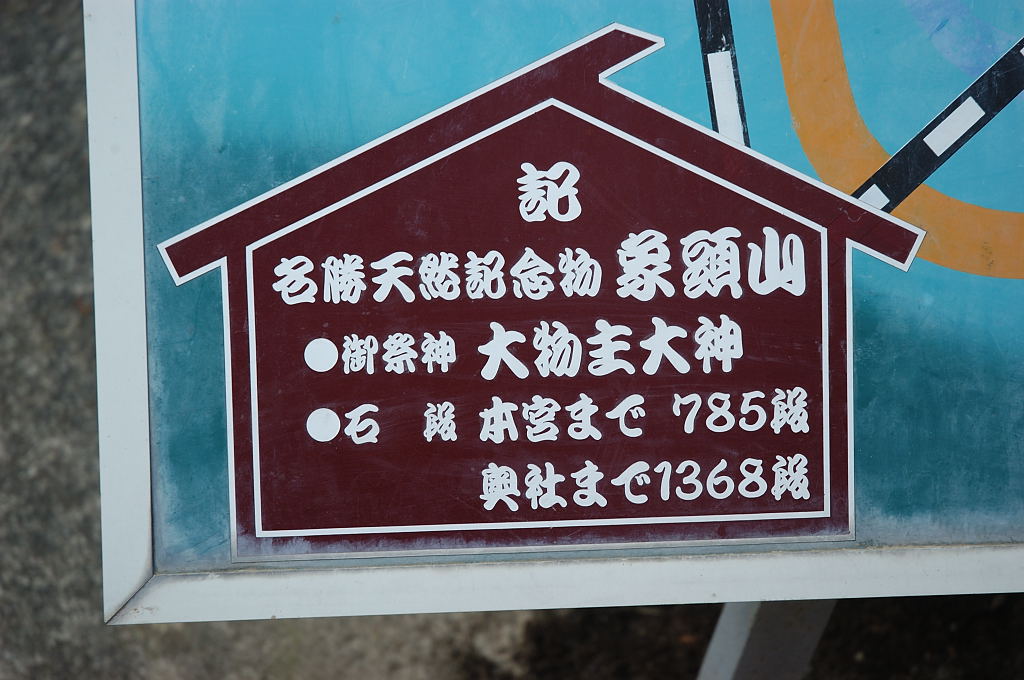 記
名勝天然記念物 象頭山
●御祭神 大物主大神
●石 段 本宮まで 785段
奥社まで1368段